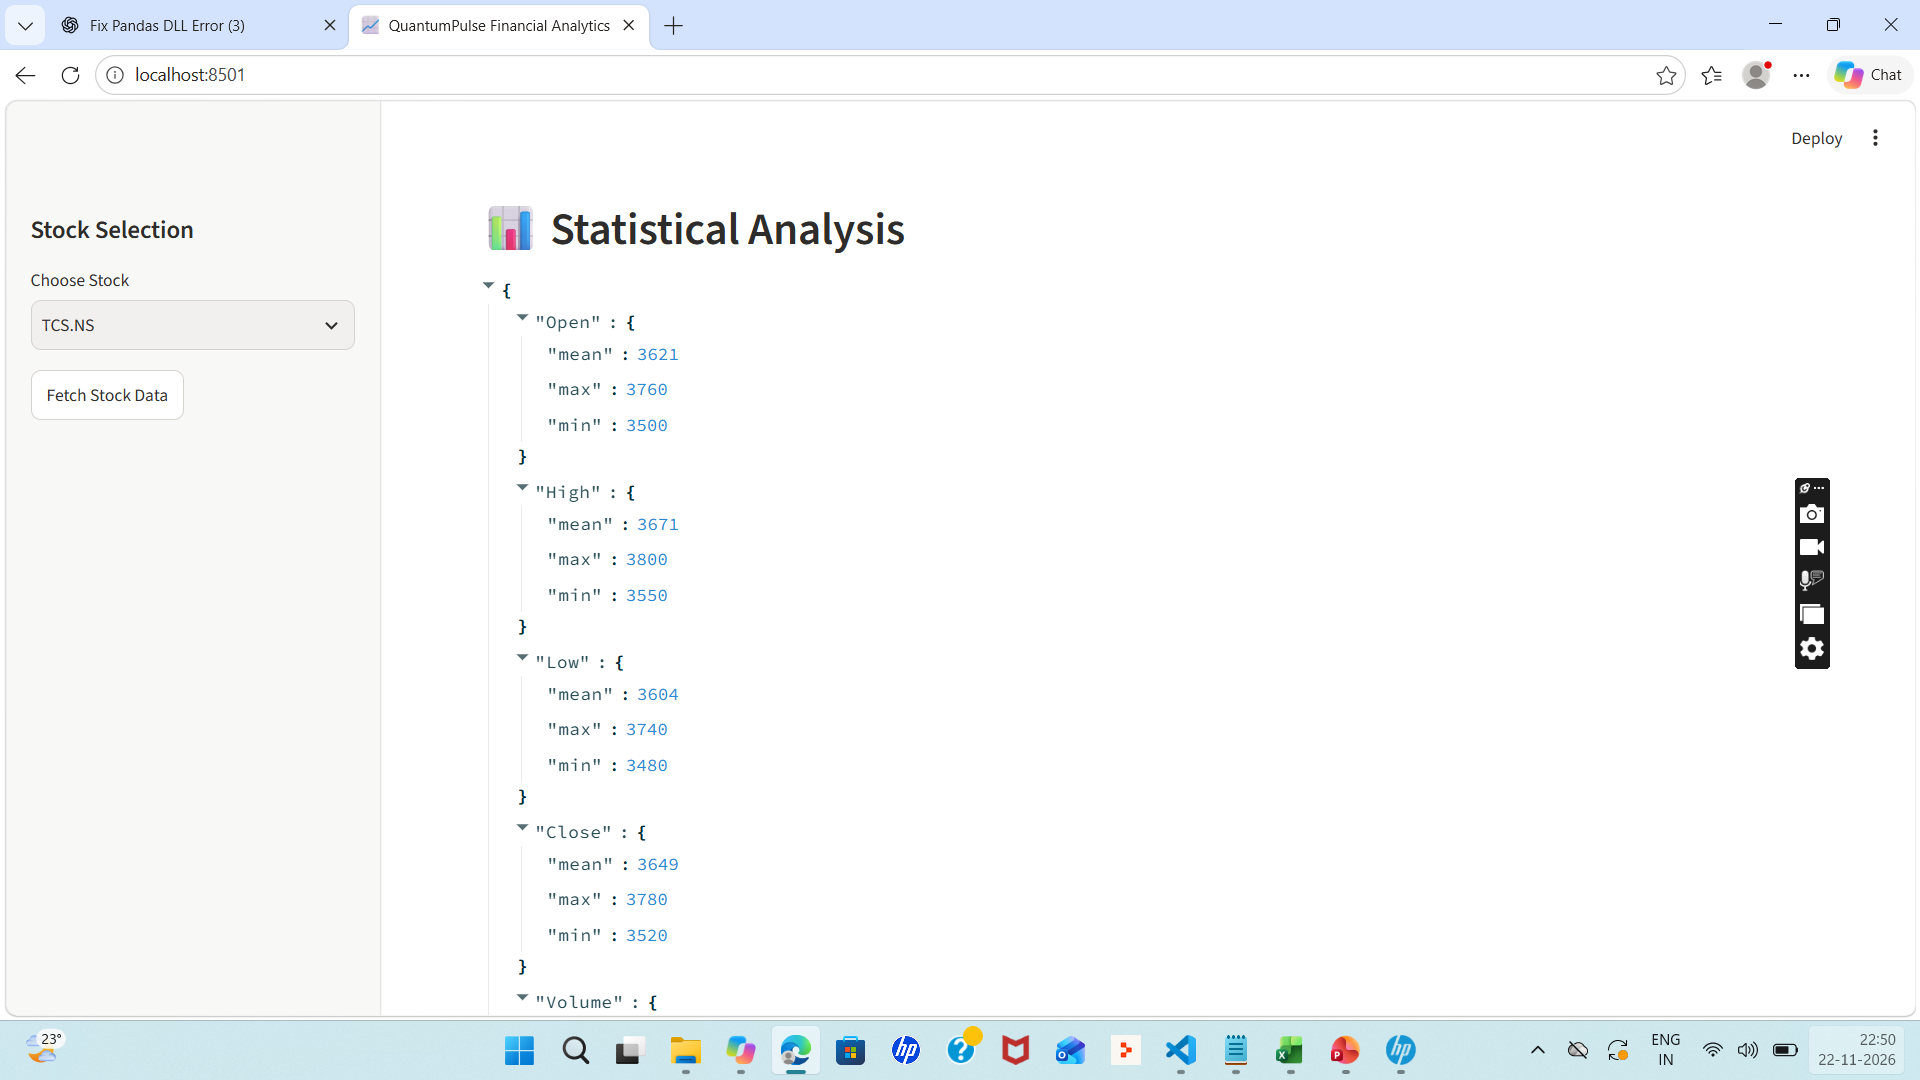 Fix Pandas DLL Error (3)
QuantumPulse Financial Analytics
localhost:8501
Chat
Deploy
Stock Selection
Choose Stock
TCS.NS
Fetch Stock Data
Statistical Analysis
{
"Open" : {
"mean" : 3621
"max" : 3760
"min" : 3500
}
"High" : {
"mean" : 3671
"max" : 3800
"min" : 3550
}
"Low" : {
"mean" : 3604
"max" : 3740
"min" : 3480
}
"Close" : {
"mean" : 3649
"max" : 3780
"min" : 3520
}
"Volume" : {
23°
hp
hp
ENG
IN
22:50
22-11-2026